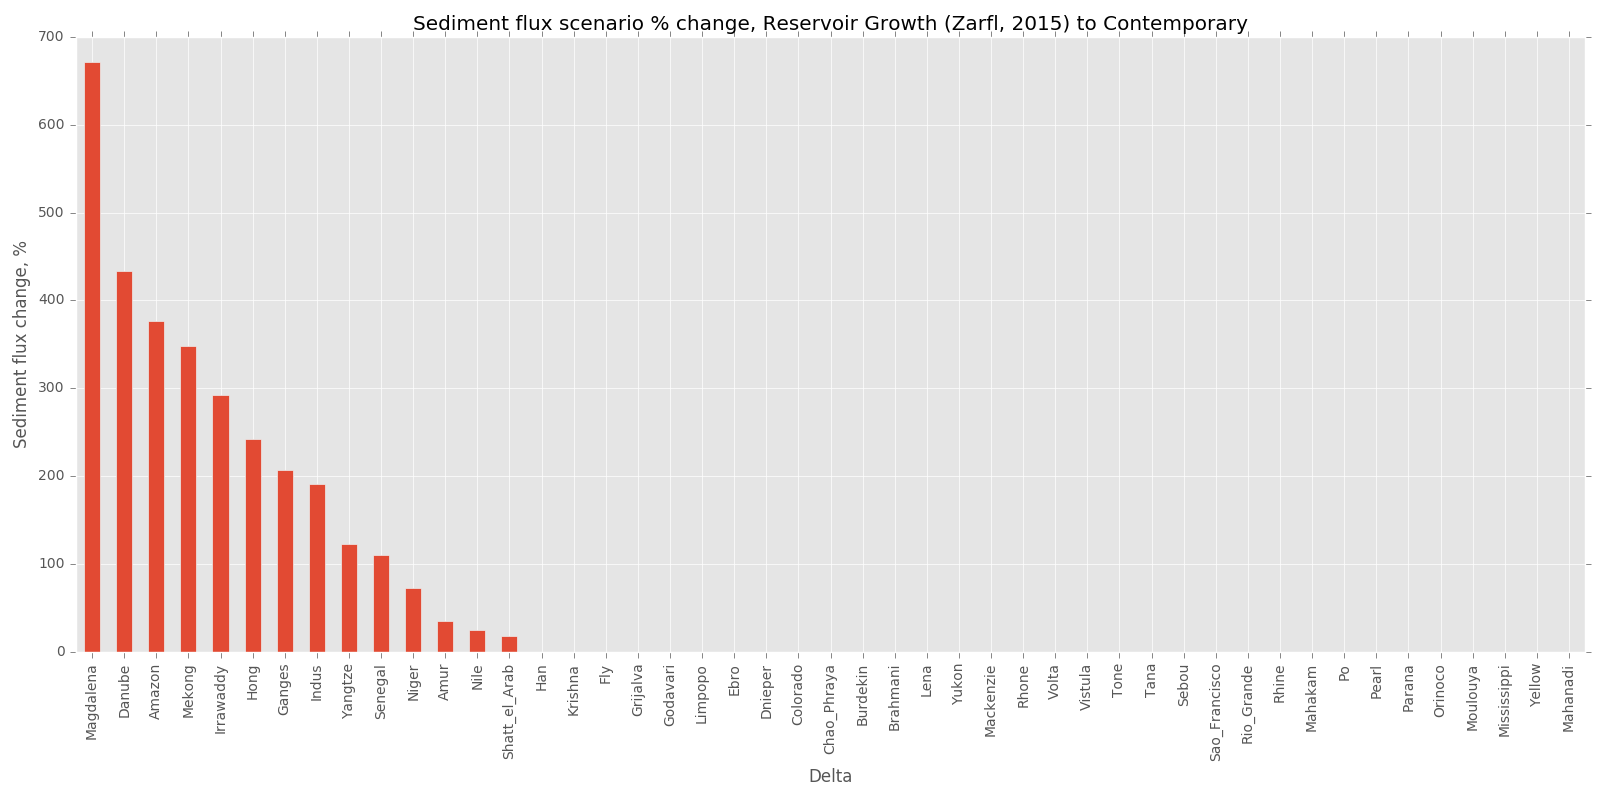 Sediment flux scenario % change, Reservoir Growth (Zarfl, 2015) to Contemporary
Sediment flux change, %
700
600
500
400
300
200
100
0
Magdalena
Danube
Amazon
Mekong
Irrawaddy
Hong
Ganges
Indus
Yangtze
Senegal
Niger
Amur
Nile
Shatt_el_Arab
Han
Krishna
Fly
Grijalva
Godavari
Limpopo
Ebro
Dnieper
Colorado
Chao_Phraya
Burdekin
Brahmani
Lena
Yukon
Mackenzie
Rhone
Volta
Vistula
Tone
Tana
Sebou
Sao_Francisco
Rio_Grande
Rhine
Mahakam
Po
Pearl
Parana
Orinoco
Moulouya
Mississippi
Yellow
Mahanadi
Delta